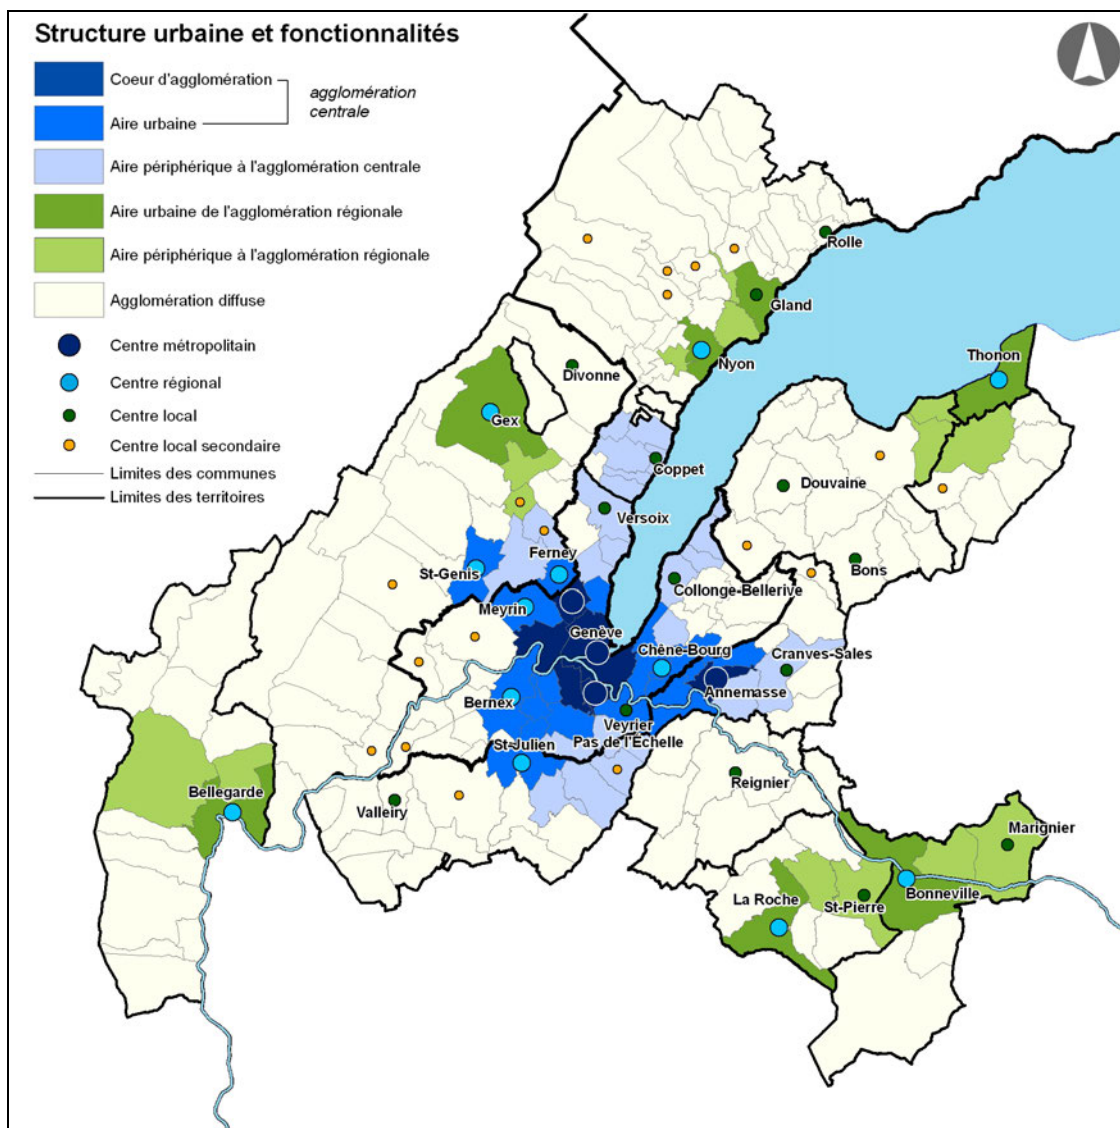 Structure urbaine et fonctionnalités
Coeur d'agglomération
Aire urbaine
agglomération
centrale
Aire périphérique à l'agglomération centrale
Aire urbaine de l'agglomération régionale
Aire périphérique à l'agglomération régionale
Agglomération diffuse
Centre métropolitain
Centre régional
Centre local
Centre local secondaire
Limites des communes
Limites des territoires
Rolle
Gland
Nyon
Thonon
Divonne
Gex
Coppet
Douvaine
Versoix
Ferney
St-Genis
Bons
Collonge-Bellerive
Meyrin
Genève
Chêne-Bourg
Cranves-Sales
Annemasse
Bernex
Veyrier
Pas de l'Échelle
St-Julien
Reignier
Bellegarde
Valleiry
Marignier
Bonneville
La Roche
St-Pierre